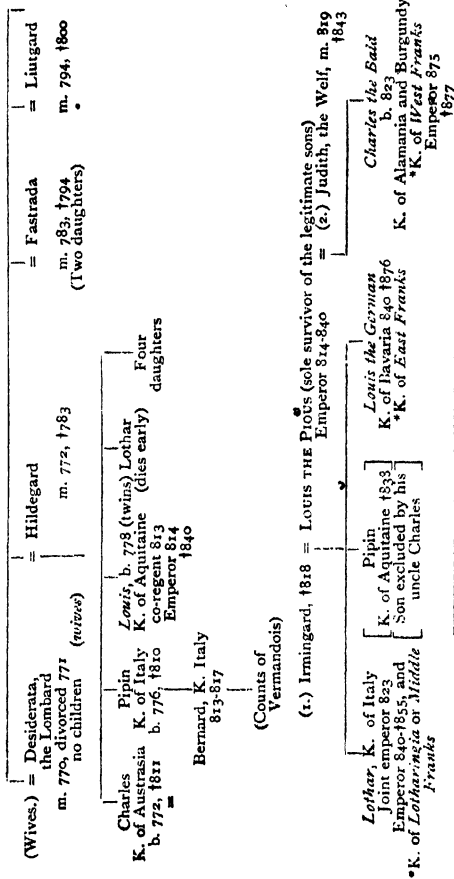 (Wives.) = Desiderata,
the Lombard
m. 770, divorced 771
no children
(wives)
= Hildegard
m. 772, †783
= Fastrada
m. 783, †794
(Two daughters)
= Liutgard
m. 794, †800
Charles
K. of Austrasia
b. 772, †811
Pipin
K. of Italy
b. 776, †810
Louis, b. 778 (twins) Lothar
K. of Aquitaine (dies early)
co-regent 813
Emperor 814
†840
Four
daughters
Bernard, K. Italy
813-817
(Counts of
Vermandois)
(1.) Irmingard, †818 = LOUIS THE PIOUS (sole survivor of the legitimate sons)
Emperor 814-840
= (2.) Judith, the Welf, m. 819
†843
Lothar, K. of Italy
Joint emperor 823
Emperor 840-†855, and
*K. of Lotharingia or Middle
Franks
Pipin
K. of Aquitaine †838
Son excluded by his
uncle Charles
Louis the German
K. of Bavaria 840 †876
*K. of East Franks
Charles the Bald
b. 823
K. of Alamania and Burgundy
*K. of West Franks
Emperor 875
†877